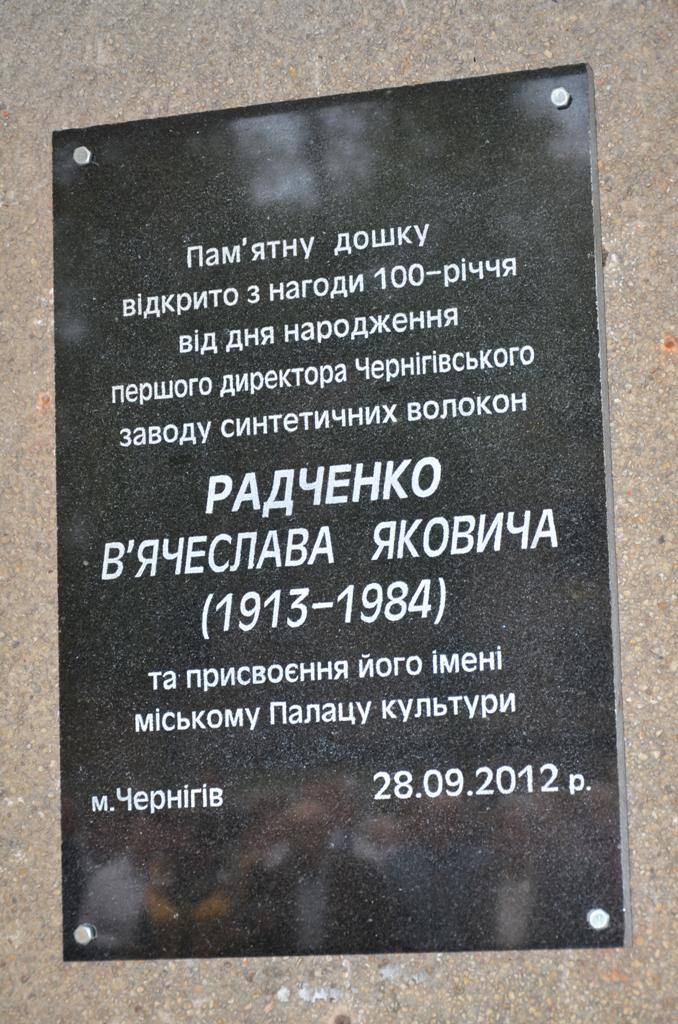 Пам'ятну дошку
відкрито з нагоди 100-річчя
від дня народження
першого директора Чернігівського
заводу синтетичних волокон
РАДЧЕНКО
В'ЯЧЕСЛАВА ЯКОВИЧА
(1913-1984)
та присвоєння його імені
міському Палацу культури
м.Чернігів 28.09.2012 р.